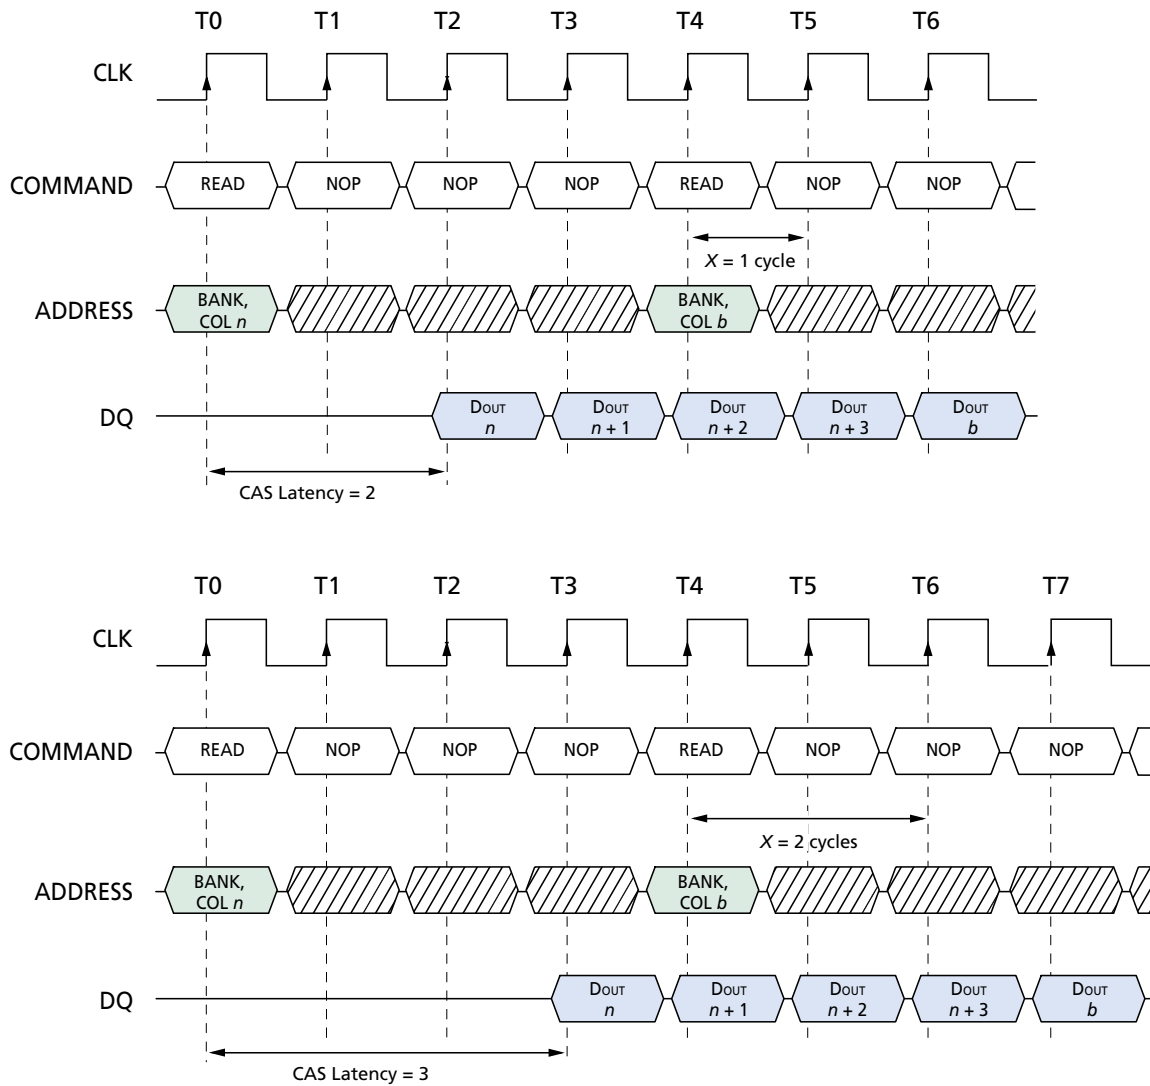 T0 T1 T2 T3 T4 T5 T6
CLK
COMMAND READ NOP NOP NOP READ NOP NOP
X = 1 cycle
ADDRESS BANK, COL n BANK, COL b
DQ DOUT n DOUT n + 1 DOUT n + 2 DOUT n + 3 DOUT b
CAS Latency = 2
T0 T1 T2 T3 T4 T5 T6 T7
CLK
COMMAND READ NOP NOP NOP READ NOP NOP NOP
X = 2 cycles
ADDRESS BANK, COL n BANK, COL b
DQ DOUT n DOUT n + 1 DOUT n + 2 DOUT n + 3 DOUT b
CAS Latency = 3